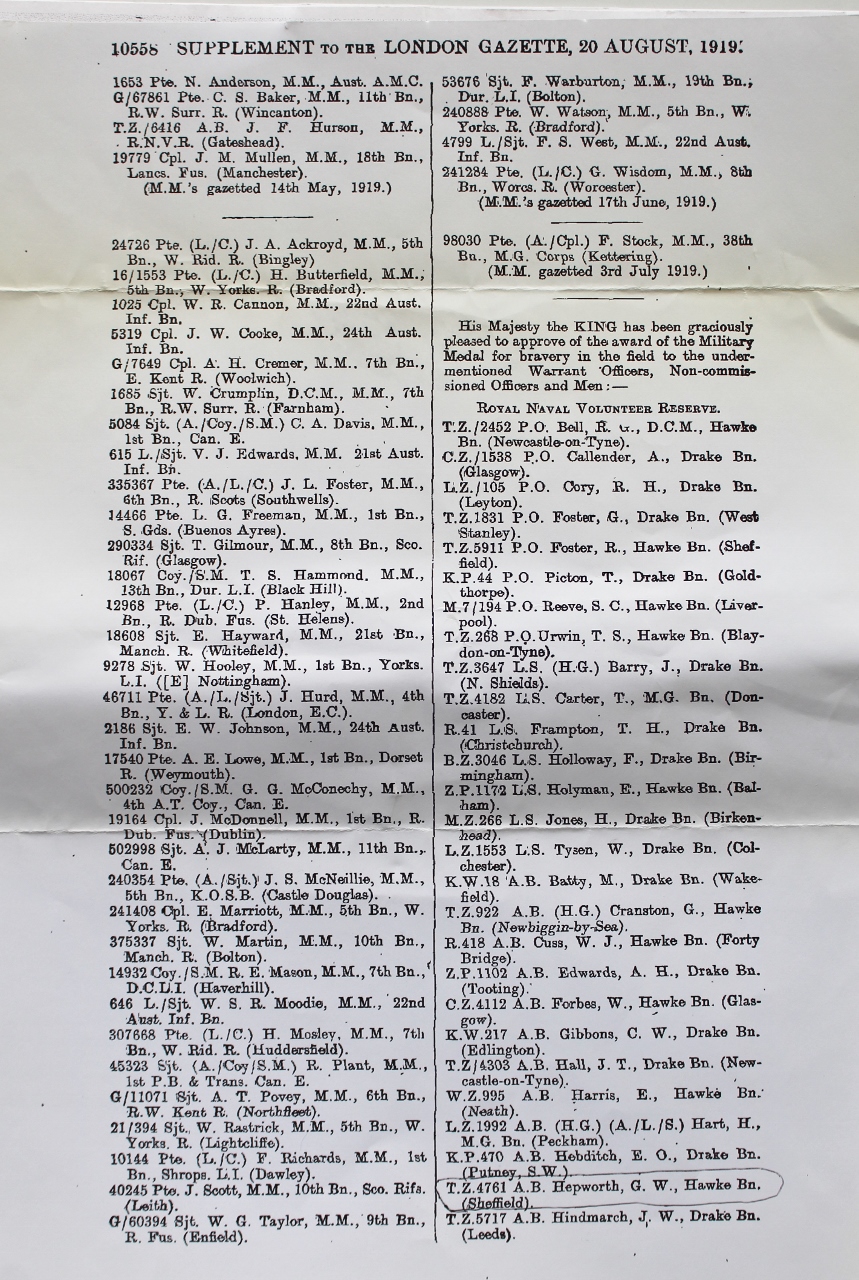 10558 SUPPLEMENT TO THE LONDON GAZETTE, 20 AUGUST, 1919.
1653 Pte. N. Anderson, M.M., Aust. A.M.C.
G/67861 Pte. C. S. Baker, M.M., 11th Bn.,
R.W. Surr. R. (Wincanton).
T.Z./6416 A.B. J. F. Hurson, M.M.,
R.N.V.R. (Gateshead).
19779 Cpl. J. M. Mullen, M.M., 18th Bn.,
Lancs. Fus. (Manchester).
(M.M.'s gazetted 14th May, 1919.)
24726 Pte. (L./C.) J. A. Ackroyd, M.M., 5th
Bn., W. Rid. R. (Bingley)
16/1553 Pte. (L./C.) H. Butterfield, M.M.,
5th Bn., W. Yorks. R. (Bradford).
1025 Cpl. W. R. Cannon, M.M., 22nd Aust.
Inf. Bn.
5319 Cpl. J. W. Cooke, M.M., 24th Aust.
Inf. Bn.
G/7649 Cpl. A. H. Cremer, M.M.. 7th Bn.,
E. Kent R. (Woolwich).
1685 Sjt. W. Crumplin, D.C.M., M.M., 7th
Bn., R.W. Surr. R. (Farnham).
5084 Sjt. (A./Coy./S.M.) C. A. Davis, M.M.,
1st Bn., Can. E.
615 L./Sjt. V. J. Edwards, M.M. 21st Aust.
Inf. Bn.
335367 Pte. (A./L./C.) J. L. Foster, M.M.,
6th Bn., R. Scots (Southwells).
14466 Pte. L. G. Freeman, M.M., 1st Bn.,
S. Gds. (Buenos Ayres).
290334 Sjt. T. Gilmour, M.M., 8th Bn., Sco.
Rif. (Glasgow).
18067 Coy./S.M. T. S. Hammond, M.M.,
13th Bn., Dur. L.I. (Black Hill).
12968 Pte. (L./C.) P. Hanley, M.M., 2nd
Bn., R. Dub. Fus. (St. Helens).
18608 Sjt. E. Hayward, M.M., 21st Bn.,
Manch. R. (Whitefield).
9278 Sjt. W. Hooley, M.M., 1st Bn., Yorks.
L.I. ([E] Nottingham).
46711 Pte. (A./L./Sjt.) J. Hurd, M.M., 4th
Bn., Y. & L. R. (London, E.C.).
2186 Sjt. E. W. Johnson, M.M., 24th Aust.
Inf. Bn.
17540 Pte. A. E. Lowe, M.M., 1st Bn., Dorset
R. (Weymouth).
500232 Coy./S.M. G. G. McConechy, M.M.,
4th A.T. Coy., Can. E.
19164 Cpl. J. McDonnell, M.M., 1st Bn., R.
Dub. Fus. (Dublin).
502998 Sjt. A. J. McLarty, M.M., 11th Bn.,
Can. E.
240354 Pte. (A./Sjt.) J. S. McNeillie, M.M.,
5th Bn., K.O.S.B. (Castle Douglas).
241408 Cpl. E. Marriott, M.M., 5th Bn., W.
Yorks. R. (Bradford).
375337 Sjt. W. Martin, M.M., 10th Bn.,
Manch. R. (Bolton).
14932 Coy./S.M. R. E. Mason, M.M., 7th Bn.,
D.C.L.I. (Haverhill).
646 L./Sjt. W. S. R. Moodie, M.M., 22nd
Aust. Inf. Bn.
307668 Pte. (L./C.) H. Mosley, M.M., 7th
Bn., W. Rid. R. (Huddersfield).
45323 Sjt. (A./Coy/S.M.) R. Plant, M.M.,
1st P.B. & Trans. Can. E.
G/11071 Sjt. A. T. Povey, M.M., 6th Bn.,
R.W. Kent R. (Northfleet).
21/394 Sjt. W. Rastrick, M.M., 5th Bn., W.
Yorks. R. (Lightcliffe).
10144 Pte. (L./C.) F. Richards, M.M., 1st
Bn., Shrops. L.I. (Dawley).
40245 Pte. J. Scott, M.M., 10th Bn., Sco. Rifs.
(Leith).
G/60394 Sjt. W. G. Taylor, M.M., 9th Bn.,
R. Fus. (Enfield).
53676 Sjt. F. Warburton, M.M., 19th Bn.,
Dur. L.I. (Bolton).
240888 Pte. W. Watson, M.M., 5th Bn., W.
Yorks. R. (Bradford).
4799 L./Sjt. F. S. West, M.M., 22nd Aust.
Inf. Bn.
241284 Pte. (L./C.) G. Wisdom, M.M., 8th
Bn., Worcs. R. (Worcester).
(M.M.'s gazetted 17th June, 1919.)
98030 Pte. (A./Cpl.) F. Stock, M.M., 38th
Bn., M.G. Corps (Kettering).
(M.M. gazetted 3rd July 1919.)
His Majesty the KING has been graciously
pleased to approve of the award of the Military
Medal for bravery in the field to the under-
mentioned Warrant Officers, Non-commis-
sioned Officers and Men:—
ROYAL NAVAL VOLUNTEER RESERVE.
T.Z./2452 P.O. Bell, R. G., D.C.M., Hawke
Bn. (Newcastle-on-Tyne).
C.Z./1538 P.O. Callender, A., Drake Bn.
(Glasgow).
L.Z./105 P.O. Cory, R. H., Drake Bn.
(Leyton).
T.Z.1831 P.O. Foster, G., Drake Bn. (West
Stanley).
T.Z.5911 P.O. Foster, R., Hawke Bn. (Shef-
field).
K.P.44 P.O. Picton, T., Drake Bn. (Gold-
thorpe).
M.7/194 P.O. Reeve, S. C., Hawke Bn. (Liver-
pool).
T.Z.268 P.O. Urwin, T. S., Hawke Bn. (Blay-
don-on-Tyne).
T.Z.3647 L.S. (H.G.) Barry, J., Drake Bn.
(N. Shields).
T.Z.4182 L.S. Carter, T., M.G. Bn. (Don-
caster).
R.41 L.S. Frampton, T. H., Drake Bn.
(Christchurch).
B.Z.3046 L.S. Holloway, F., Drake Bn. (Bir-
mingham).
Z.P.1172 L.S. Holyman, E., Hawke Bn. (Bal-
ham).
M.Z.266 L.S. Jones, H., Drake Bn. (Birken-
head).
L.Z.1553 L.S. Tysen, W., Drake Bn. (Col-
chester).
K.W.18 A.B. Batty, M., Drake Bn. (Wake-
field).
T.Z.922 A.B. (H.G.) Cranston, G., Hawke
Bn. (Newbiggin-by-Sea).
R.418 A.B. Cuss, W. J., Hawke Bn. (Forty
Bridge).
Z.P.1102 A.B. Edwards, A. H., Drake Bn.
(Tooting).
C.Z.4112 A.B. Forbes, W., Hawke Bn. (Glas-
gow).
K.W.217 A.B. Gibbons, C. W., Drake Bn.
(Edlington).
T.Z/4303 A.B. Hall, J. T., Drake Bn. (New-
castle-on-Tyne).
W.Z.995 A.B. Harris, E., Hawke Bn.
(Neath).
L.Z.1992 A.B. (H.G.) (A./L./S.) Hart, H.,
M.G. Bn. (Peckham).
K.P.470 A.B. Hebditch, E. O., Drake Bn.
(Putney, S.W.)
T.Z.4761 A.B. Hepworth, G. W., Hawke Bn.
(Sheffield).
T.Z.5717 A.B. Hindmarch, J. W., Drake Bn.
(Leeds).